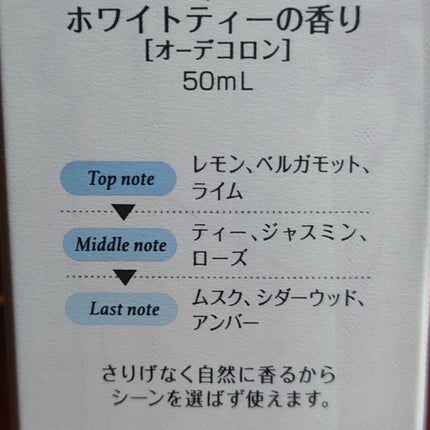 ホワイトティーの香り
[オーデコロン]
50mL
Top note
レモン、ベルガモット、
ライム
Middle note
ティー、ジャスミン、
ローズ
Last note
ムスク、シダーウッド、
アンバー
さりげなく自然に香るから
シーンを選ばず使えます。